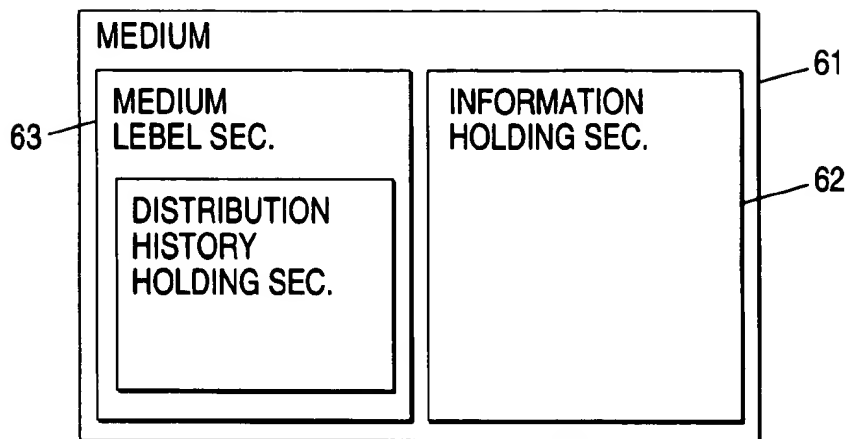 MEDIUM
MEDIUM
LEBEL SEC.
DISTRIBUTION
HISTORY
HOLDING SEC.
INFORMATION
HOLDING SEC.
61
62
63